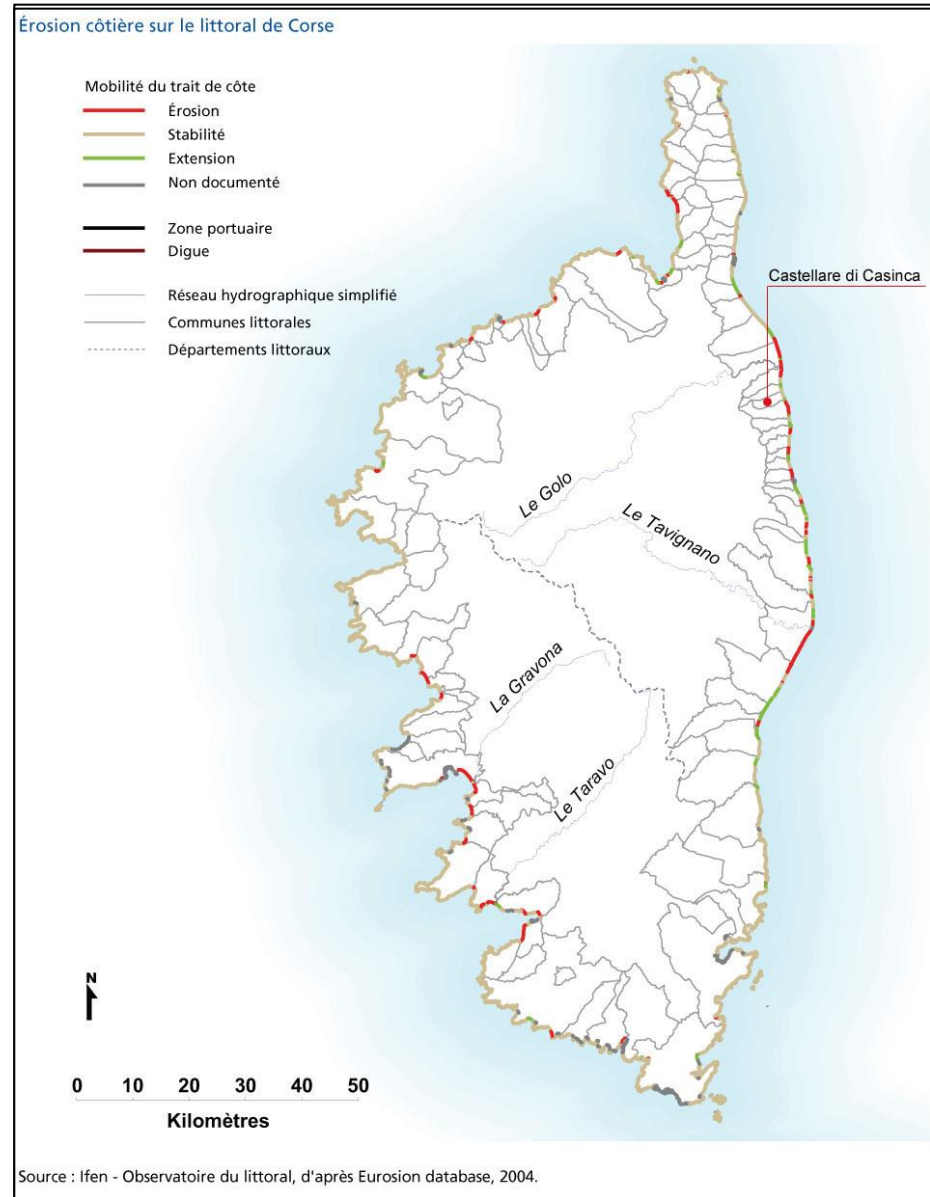 Érosion côtière sur le littoral de Corse
Mobilité du trait de côte
Érosion
Stabilité
Extension
Non documenté
Zone portuaire
Digue
Réseau hydrographique simplifié
Communes littorales
Départements littoraux
Castellare di Casinca
Le Golo
Le Tavignano
La Gravona
Le Taravo
N
0 10 20 30 40 50
Kilomètres
Source : Ifen - Observatoire du littoral, d'après Eurosion database, 2004.